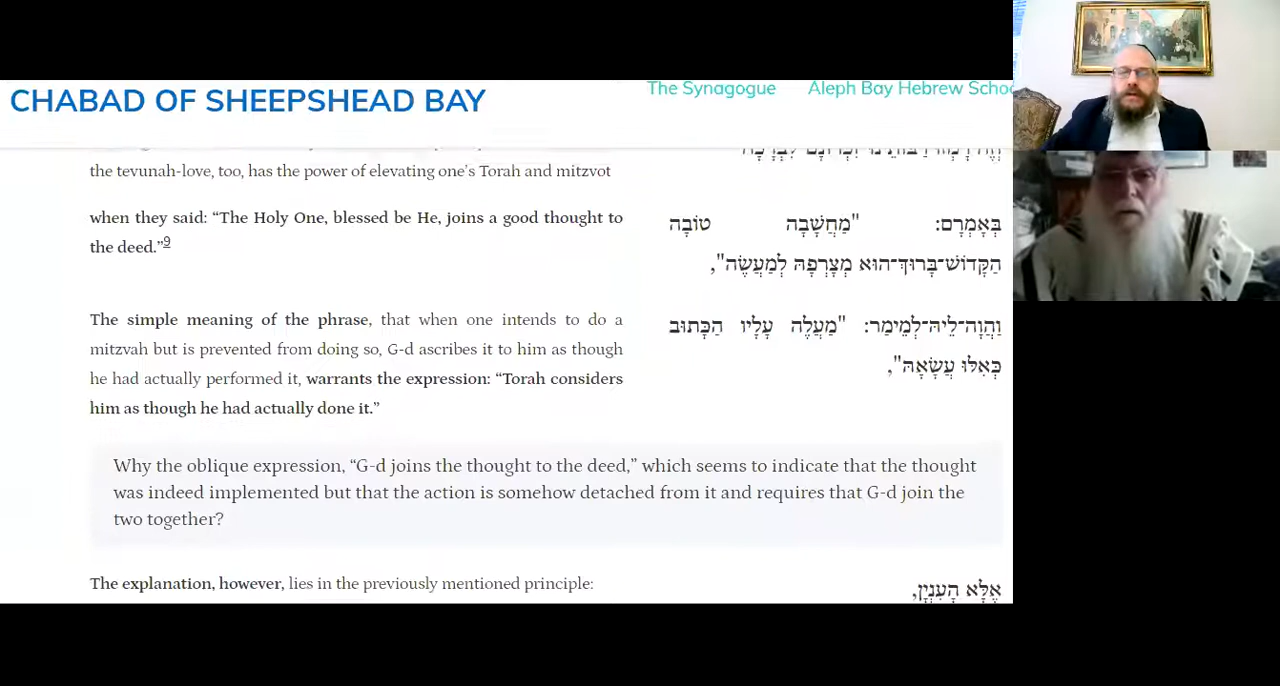 CHABAD OF SHEEPSHEAD BAY
The Synagogue
Aleph Bay Hebrew Schoo
the tevunah-love, too, has the power of elevating one's Torah and mitzvot
when they said: “The Holy One, blessed be He, joins a good thought to
the deed.”9
בְּאָמְרָם: "מַחֲשָׁבָה טוֹבָה
הַקָּדוֹשׁ־בָּרוּךְ־הוּא מְצָרְפָהּ לְמַעֲשֶׂה",
The simple meaning of the phrase, that when one intends to do a
mitzvah but is prevented from doing so, G-d ascribes it to him as though
he had actually performed it, warrants the expression: “Torah considers
him as though he had actually done it.”
וַהֲוָה־לֵיהּ־לְמֵימַר: "מַעֲלֶה עָלָיו הַכָּתוּב
כְּאִלּוּ עֲשָׂאָהּ",
Why the oblique expression, “G-d joins the thought to the deed,” which seems to indicate that the thought
was indeed implemented but that the action is somehow detached from it and requires that G-d join the
two together?
The explanation, however, lies in the previously mentioned principle:
אֶלָּא הָעִנְיָן,